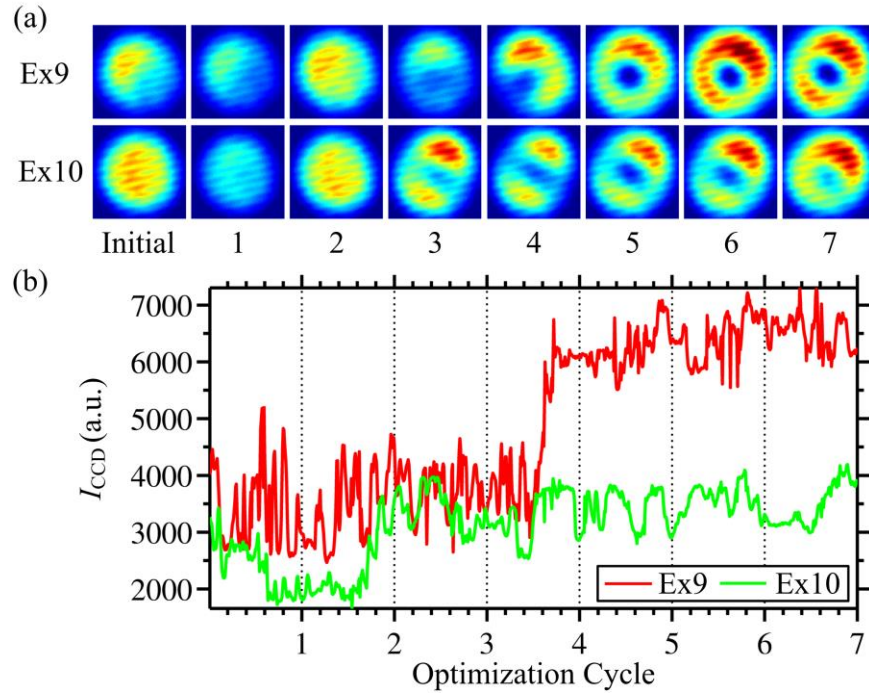 (a)
Ex9
Ex10
Initial 1 2 3 4 5 6 7
(b)
7000
6000
5000
4000
3000
2000
I_CCD (a.u.)
Ex9 Ex10
1 2 3 4 5 6 7
Optimization Cycle